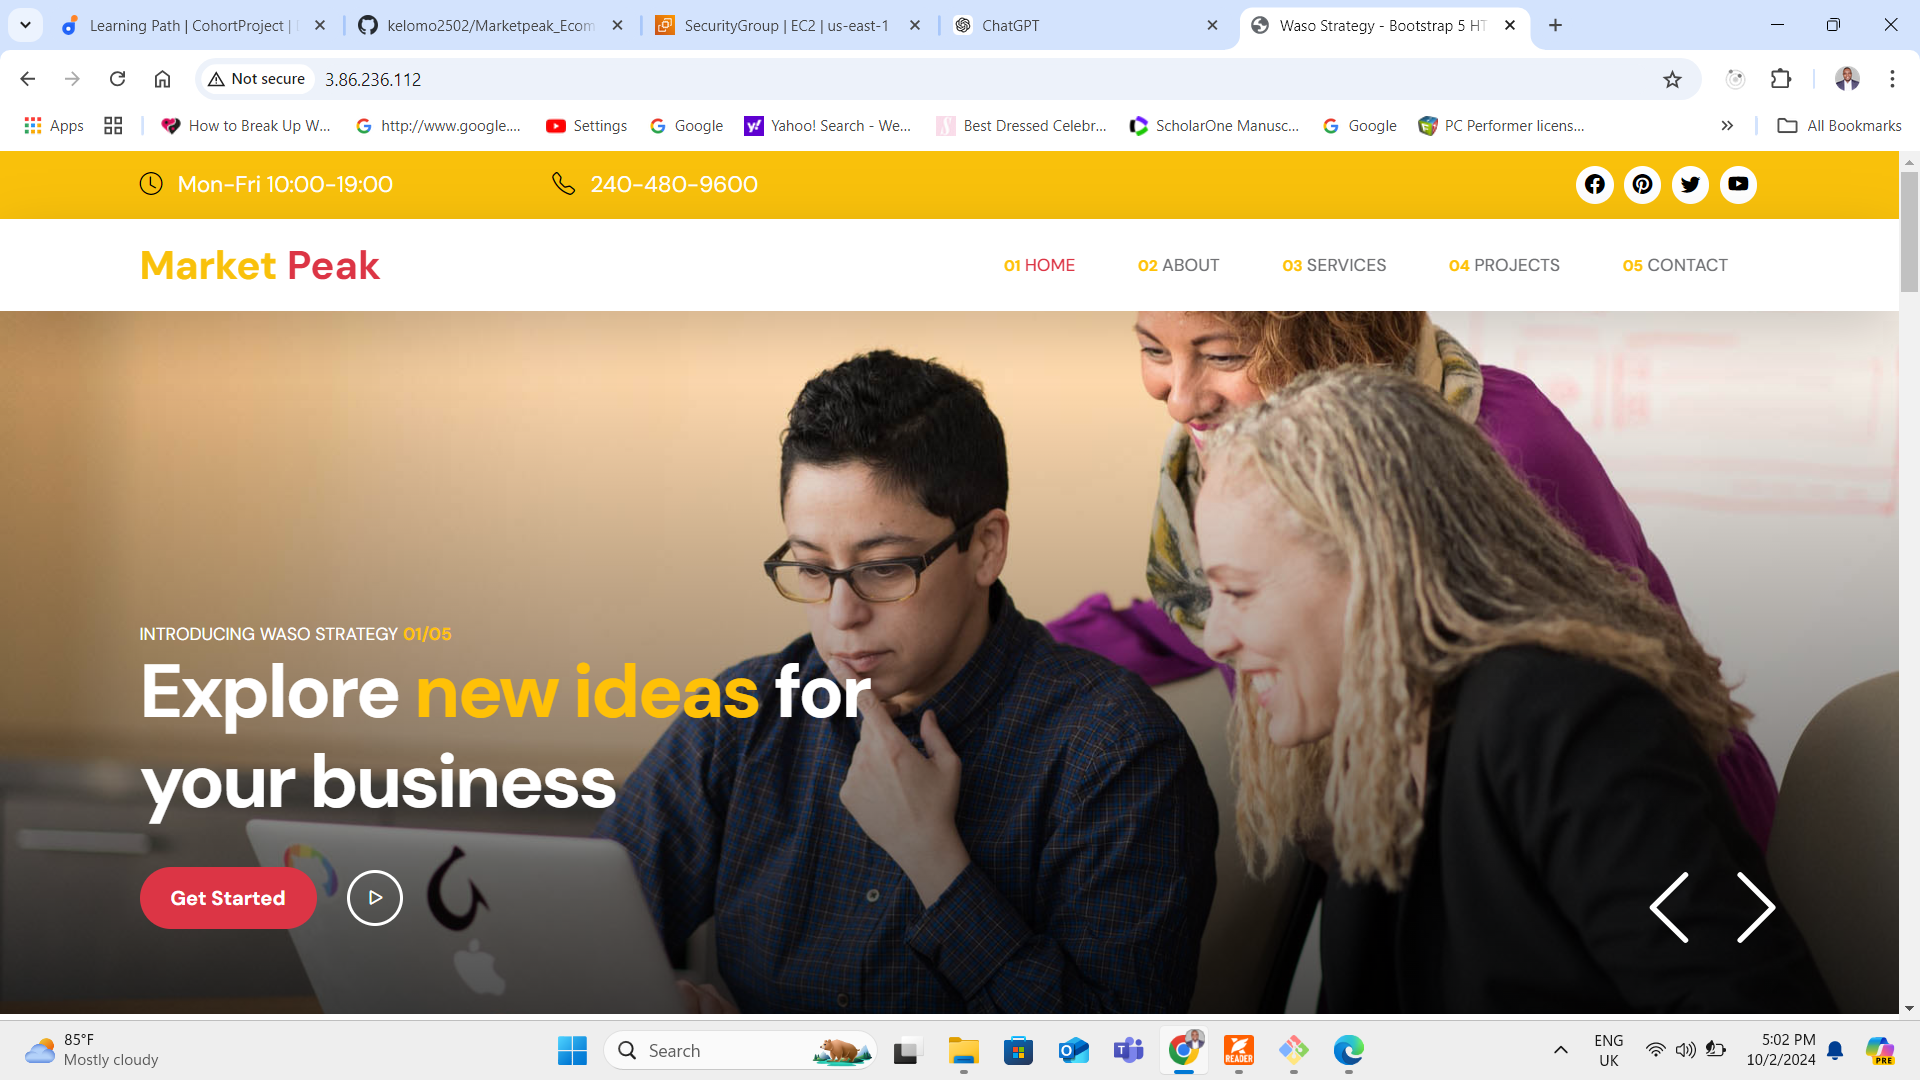 Learning Path | CohortProject |
kelomo2502/Marketpeak_Ecom
SecurityGroup | EC2 | us-east-1
ChatGPT
Waso Strategy - Bootstrap 5 HT
Not secure
3.86.236.112
Apps
How to Break Up W...
http://www.google....
Settings
Google
Yahoo! Search - We...
Best Dressed Celebr...
ScholarOne Manusc...
Google
PC Performer licens...
All Bookmarks
Mon-Fri 10:00-19:00
240-480-9600
Market Peak
01 HOME
02 ABOUT
03 SERVICES
04 PROJECTS
05 CONTACT
INTRODUCING WASO STRATEGY 01/05
Explore new ideas for
your business
Get Started
85°F
Mostly cloudy
Search
READER
ENG
UK
5:02 PM
10/2/2024
PRE